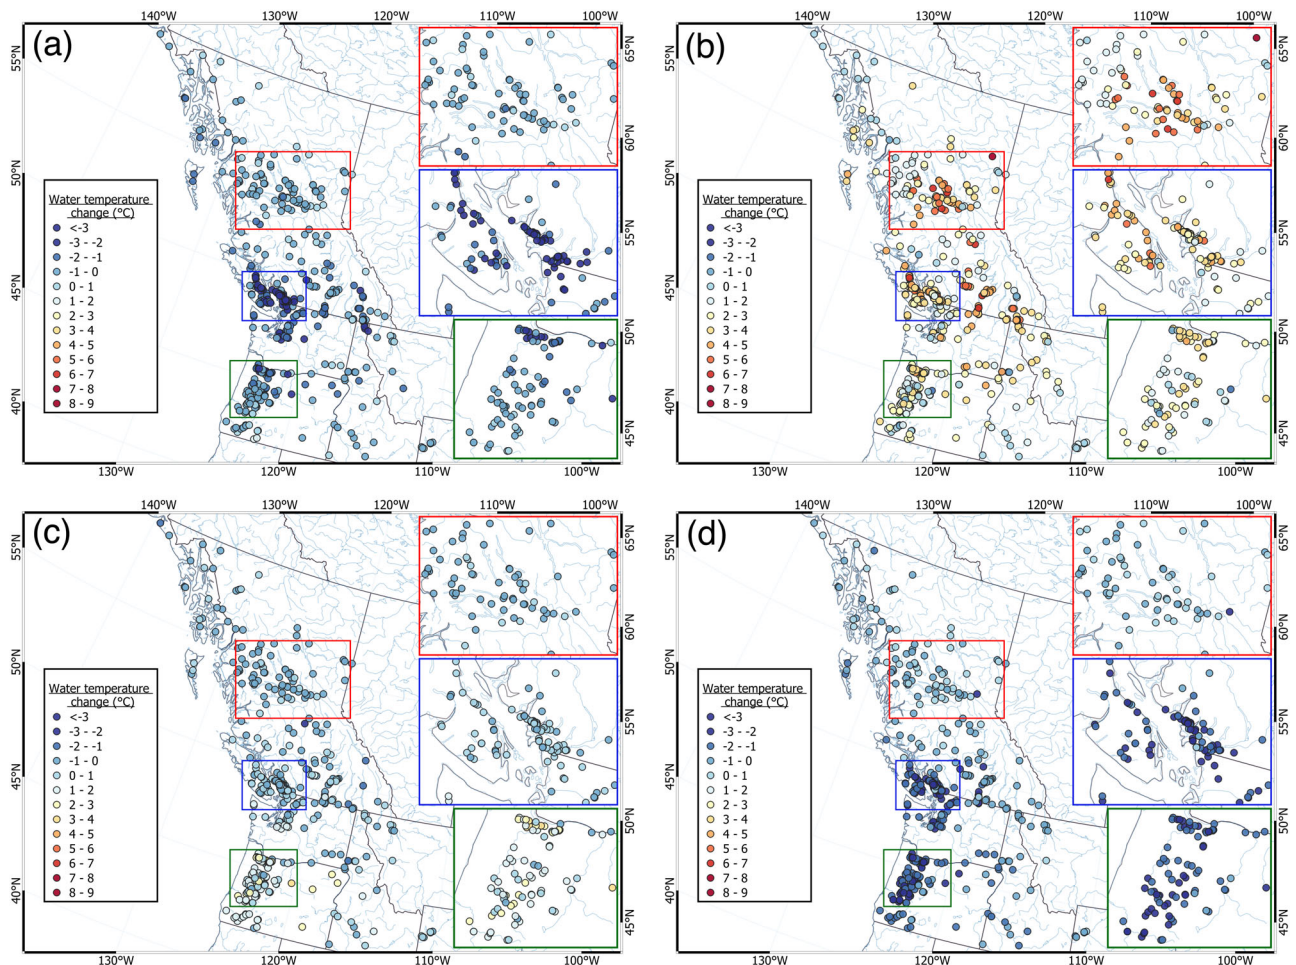 (a)
140°W 130°W 120°W 110°W 100°W
55°N
50°N
45°N
40°N
65°N
60°N
55°N
50°N
45°N
Water temperature
change (°C)
<-3
-3 - -2
-2 - -1
-1 - 0
0 - 1
1 - 2
2 - 3
3 - 4
4 - 5
5 - 6
6 - 7
7 - 8
8 - 9
130°W 120°W 110°W 100°W
(b)
140°W 130°W 120°W 110°W 100°W
55°N
50°N
45°N
40°N
65°N
60°N
55°N
50°N
45°N
Water temperature
change (°C)
<-3
-3 - -2
-2 - -1
-1 - 0
0 - 1
1 - 2
2 - 3
3 - 4
4 - 5
5 - 6
6 - 7
7 - 8
8 - 9
130°W 120°W 110°W 100°W
(c)
140°W 130°W 120°W 110°W 100°W
55°N
50°N
45°N
40°N
65°N
60°N
55°N
50°N
45°N
Water temperature
change (°C)
<-3
-3 - -2
-2 - -1
-1 - 0
0 - 1
1 - 2
2 - 3
3 - 4
4 - 5
5 - 6
6 - 7
7 - 8
8 - 9
130°W 120°W 110°W 100°W
(d)
140°W 130°W 120°W 110°W 100°W
55°N
50°N
45°N
40°N
65°N
60°N
55°N
50°N
45°N
Water temperature
change (°C)
<-3
-3 - -2
-2 - -1
-1 - 0
0 - 1
1 - 2
2 - 3
3 - 4
4 - 5
5 - 6
6 - 7
7 - 8
8 - 9
130°W 120°W 110°W 100°W